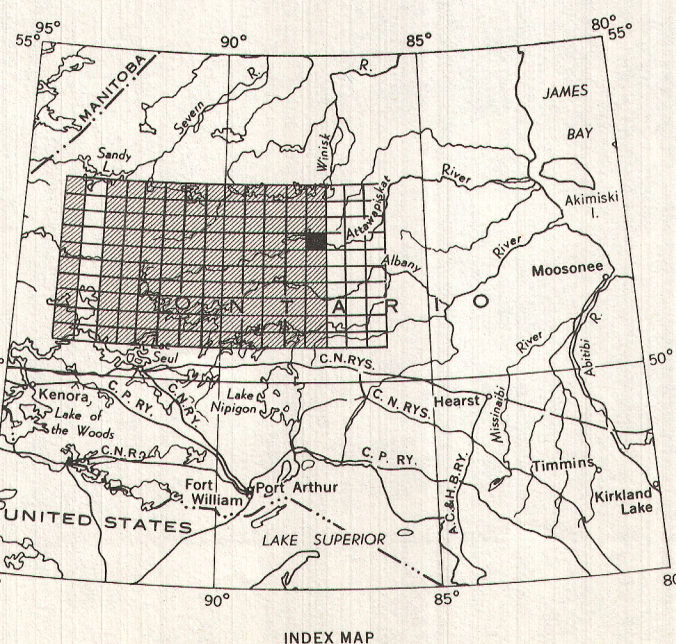 95°
55°
90°
85°
80°
55°
MANITOBA
Severn
R.
R.
JAMES
BAY
Sandy
L.
Winisk
River
Attawapiskat
Akimiski
I.
River
Albany
Moosonee
ONTARIO
Lac
Seul
C.N.RYS.
River
Abitibi
R.
50°
Kenora,
C.P.RY.
C.N.RY.
Lake
Nipigon
C.N.RYS.
Hearst
Missinaibi
Lake of
the Woods
C.N.R.
C.P. RY.
Timmins
Fort
William
Port Arthur
A.C.&H.B.RY.
Kirkland
Lake
UNITED STATES
LAKE SUPERIOR
90°
85°
80
INDEX MAP